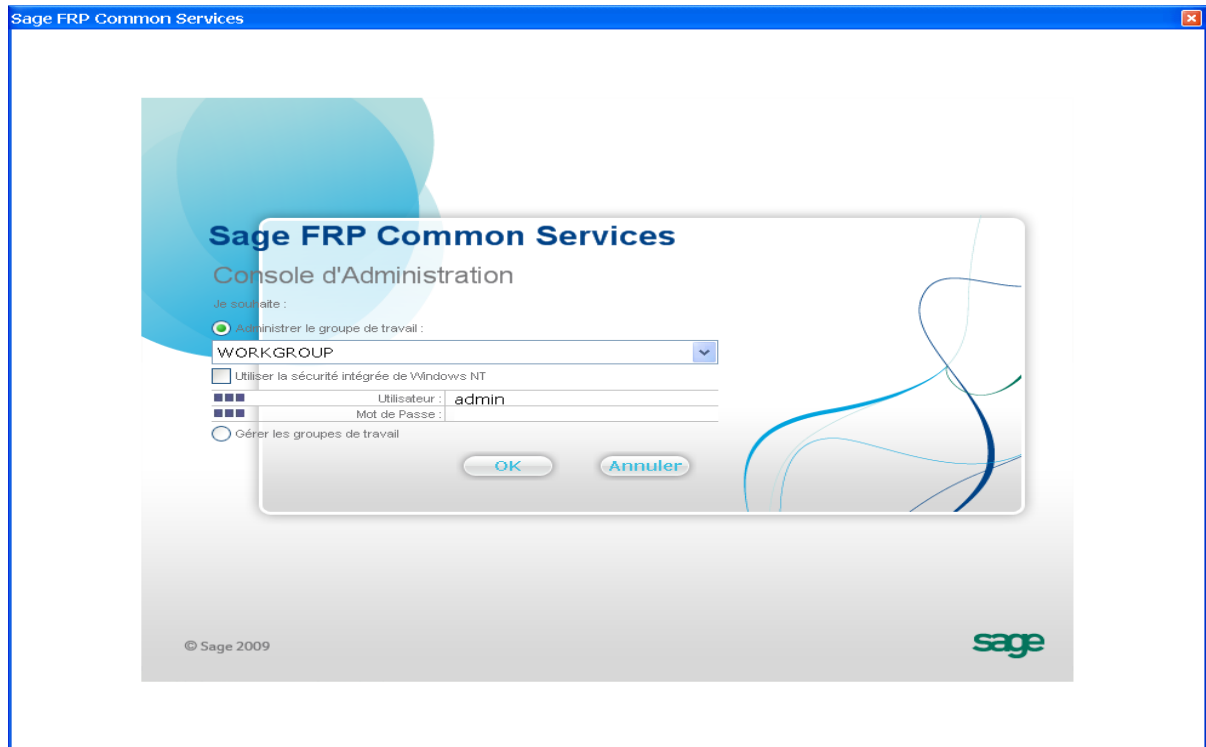 Sage FRP Common Services
Sage FRP Common Services
Console d'Administration
Je souhaite :
Administrer le groupe de travail :
WORKGROUP
Utiliser la sécurité intégrée de Windows NT
Utilisateur : admin
Mot de Passe :
Gérer les groupes de travail
OK Annuler
© Sage 2009
sage